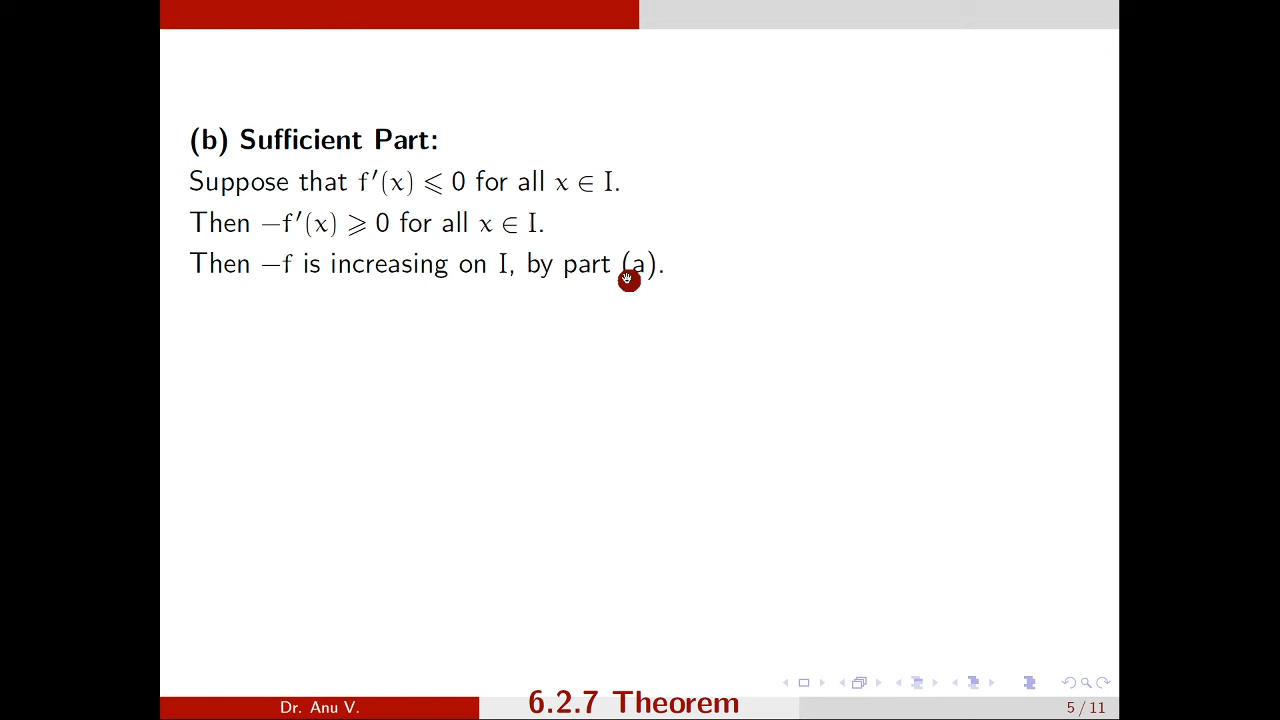 (b) Sufficient Part:
Suppose that f′(x) ⩽ 0 for all x ∈ I.
Then −f′(x) ⩾ 0 for all x ∈ I.
Then −f is increasing on I, by part (a).
Dr. Anu V.
6.2.7 Theorem
5 / 11